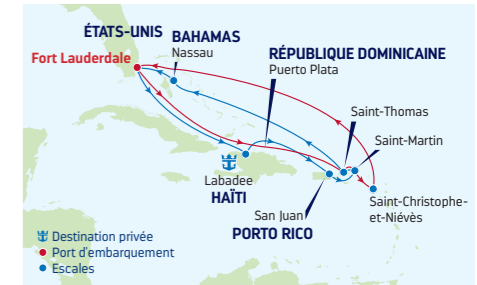 ÉTATS-UNIS
BAHAMAS
Nassau
Fort Lauderdale
RÉPUBLIQUE DOMINICAINE
Puerto Plata
Saint-Thomas
Saint-Martin
Labadee
HAÏTI
San Juan
PORTO RICO
Saint-Christophe-
et-Niévès
Destination privée
Port d'embarquement
Escales